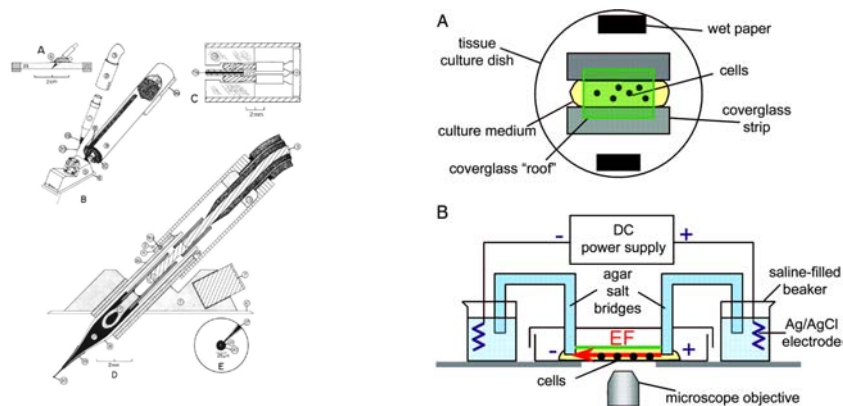 A
B
C
2mm
D
E
A
wet paper
tissue
culture dish
cells
culture medium
coverglass
strip
coverglass "roof"
B
DC
power supply
-
+
agar
salt
bridges
saline-filled
beaker
Ag/AgCl
electrode
EF
-
+
cells
microscope objective